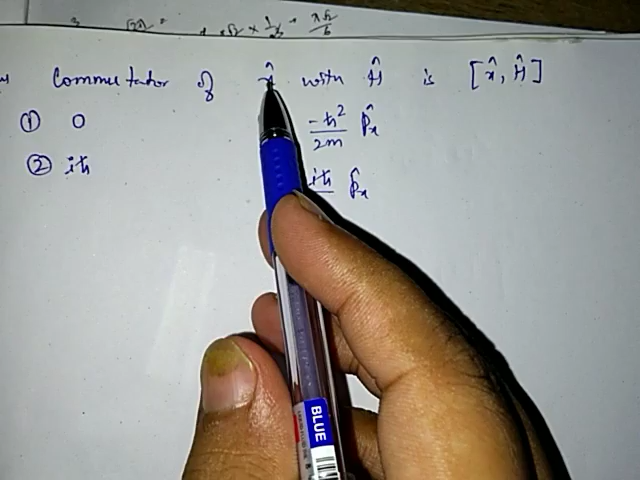 Commutator of x̂ with Ĥ is [x̂, Ĥ]
① 0 -ħ²/2m p̂x
② iħ iħ p̂x
BLUE